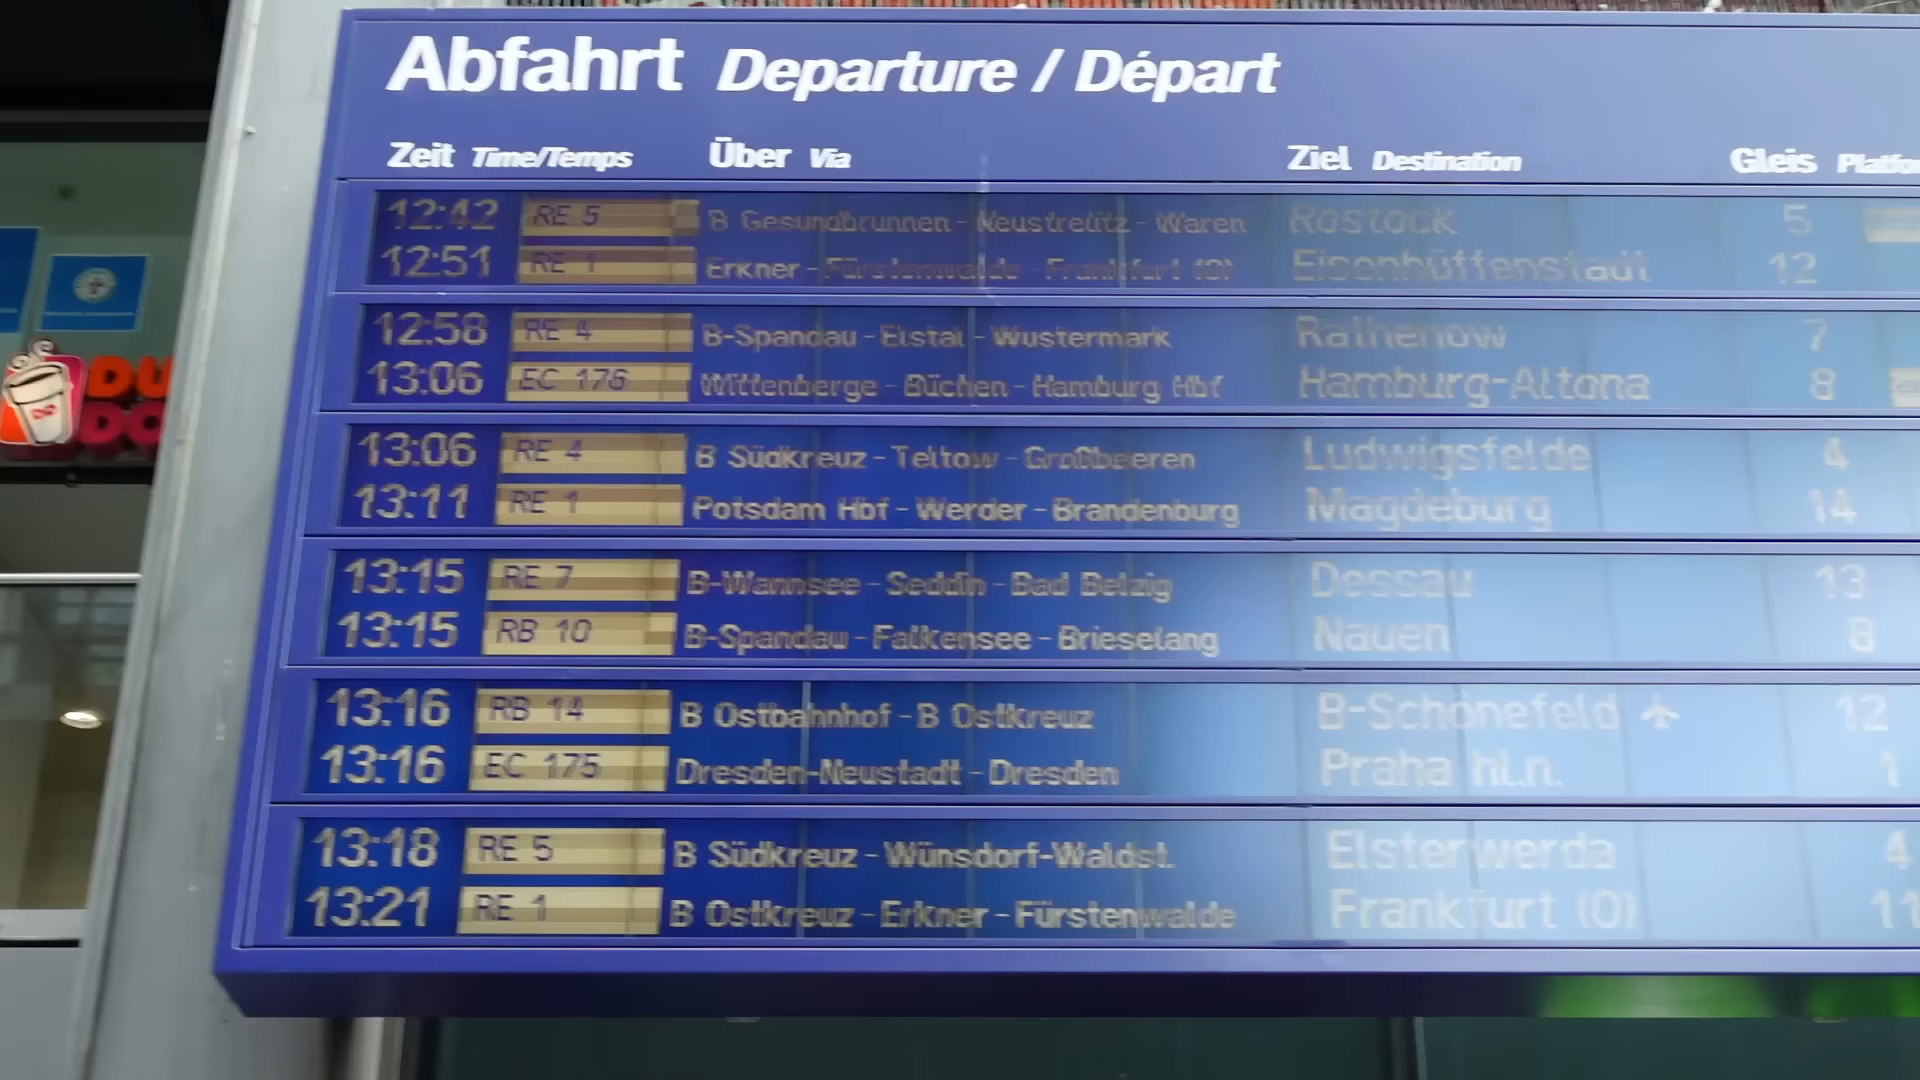 Abfahrt Departure / Départ
Zeit Time/Temps Über Via Ziel Destination Gleis
12:42 RE 5 B Gesundbrunnen - Neustrelitz - Waren Rostock 5
12:51 RE 1 Erkner - Fürstenwalde - Frankfurt (O) Eisenhüttenstadt 12
12:58 RE 4 B-Spandau - Elstal - Wustermark Rathenow 7
13:06 EC 176 Wittenberge - Büchen - Hamburg Hbf Hamburg-Altona 8
13:06 RE 4 B Südkreuz - Teltow - Großbeeren Ludwigsfelde 4
13:11 RE 1 Potsdam Hbf - Werder - Brandenburg Magdeburg 14
13:15 RE 7 B-Wannsee - Seddin - Bad Belzig Dessau 13
13:15 RB 10 B-Spandau - Falkensee - Brieselang Nauen 8
13:16 RB 14 B Ostbahnhof - B Ostkreuz B-Schönefeld 12
13:16 EC 175 Dresden-Neustadt - Dresden Praha hl.n. 1
13:18 RE 5 B Südkreuz - Wünsdorf-Waldst. Elsterwerda 4
13:21 RE 1 B Ostkreuz - Erkner - Fürstenwalde Frankfurt (O) 11
DU
DO
DD